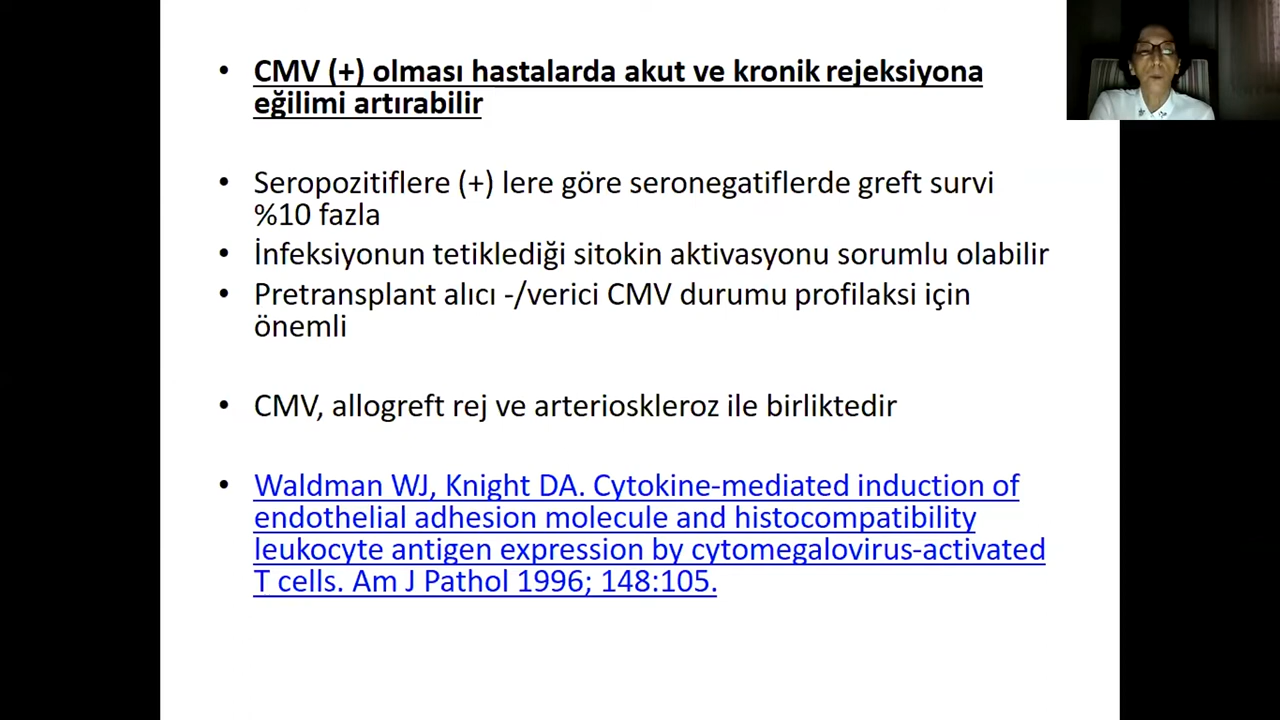 • CMV (+) olması hastalarda akut ve kronik rejeksiyona
eğilimi artırabilir
• Seropozitiflere (+) lere göre seronegatiflerde greft survi
%10 fazla
• İnfeksiyonun tetiklediği sitokin aktivasyonu sorumlu olabilir
• Pretransplant alıcı -/verici CMV durumu profilaksi için
önemli
• CMV, allogreft rej ve arterioskleroz ile birliktedir
• Waldman WJ, Knight DA. Cytokine-mediated induction of
endothelial adhesion molecule and histocompatibility
leukocyte antigen expression by cytomegalovirus-activated
T cells. Am J Pathol 1996; 148:105.